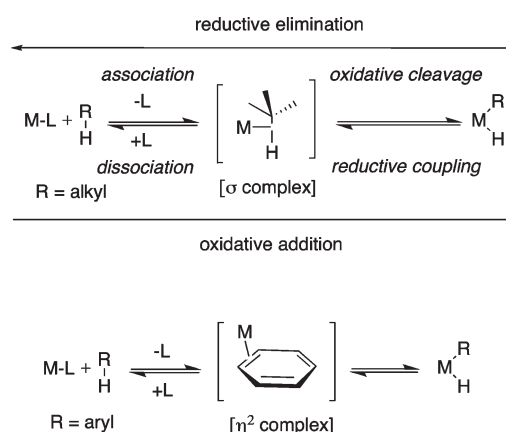 reductive elimination
association
oxidative cleavage
M-L + R H
-L
+L
M
H
M R H
dissociation
reductive coupling
R = alkyl
[σ complex]
oxidative addition
M-L + R H
-L
+L
M
M R H
R = aryl
[η² complex]